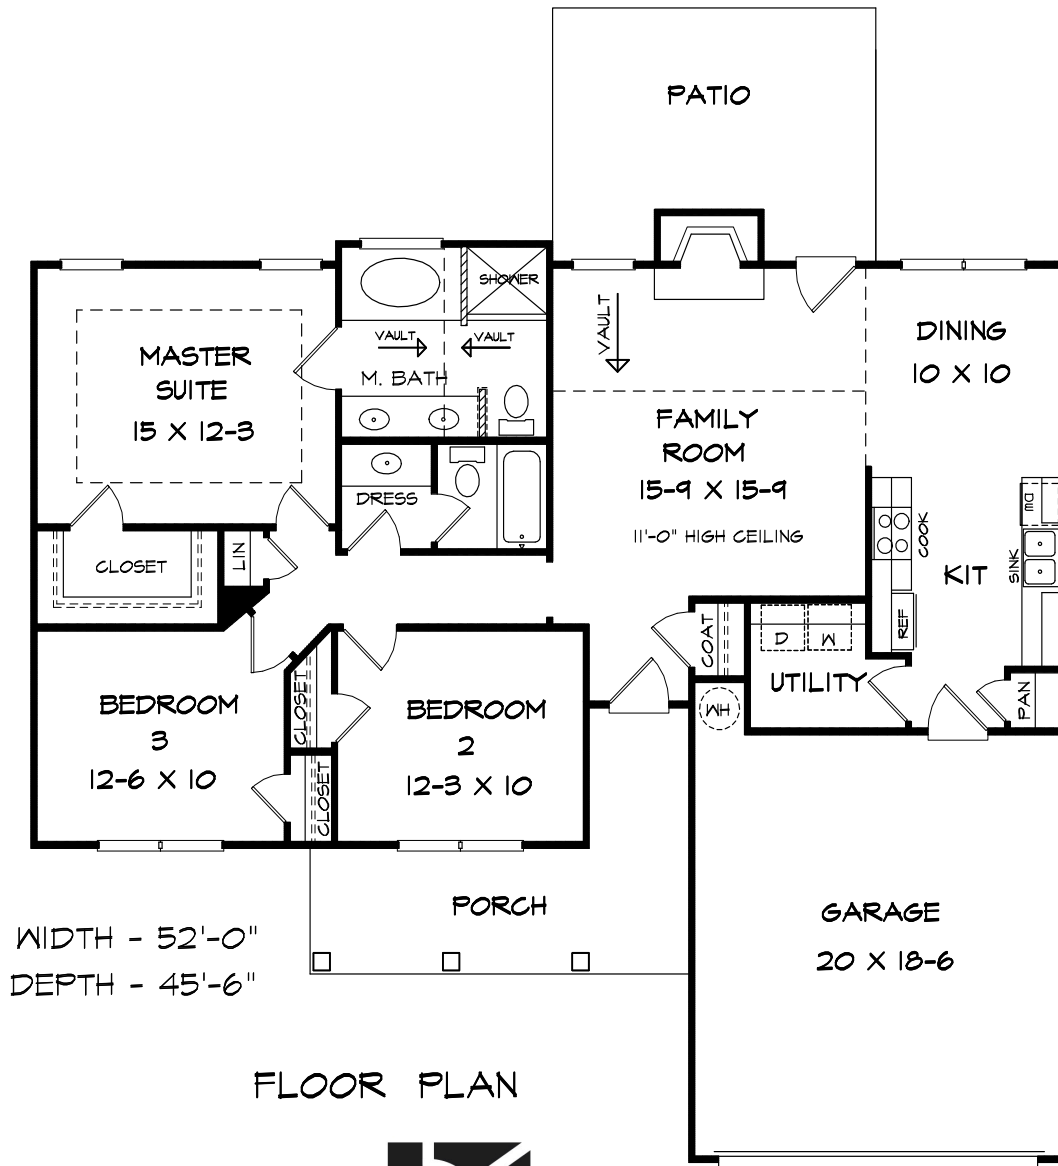 PATIO
SHOWER
VAULT
VAULT
VAULT
M. BATH
MASTER
SUITE
15 X 12-3
DINING
10 X 10
FAMILY
ROOM
15-9 X 15-9
11'-0" HIGH CEILING
DRESS
DW
COOK
SINK
KIT
REF
CLOSET
LIN
COAT
D
W
UTILITY
PAN
WH
BEDROOM
3
12-6 X 10
CLOSET
CLOSET
BEDROOM
2
12-3 X 10
PORCH
GARAGE
20 X 18-6
WIDTH - 52'-0"
DEPTH - 45'-6"
FLOOR PLAN